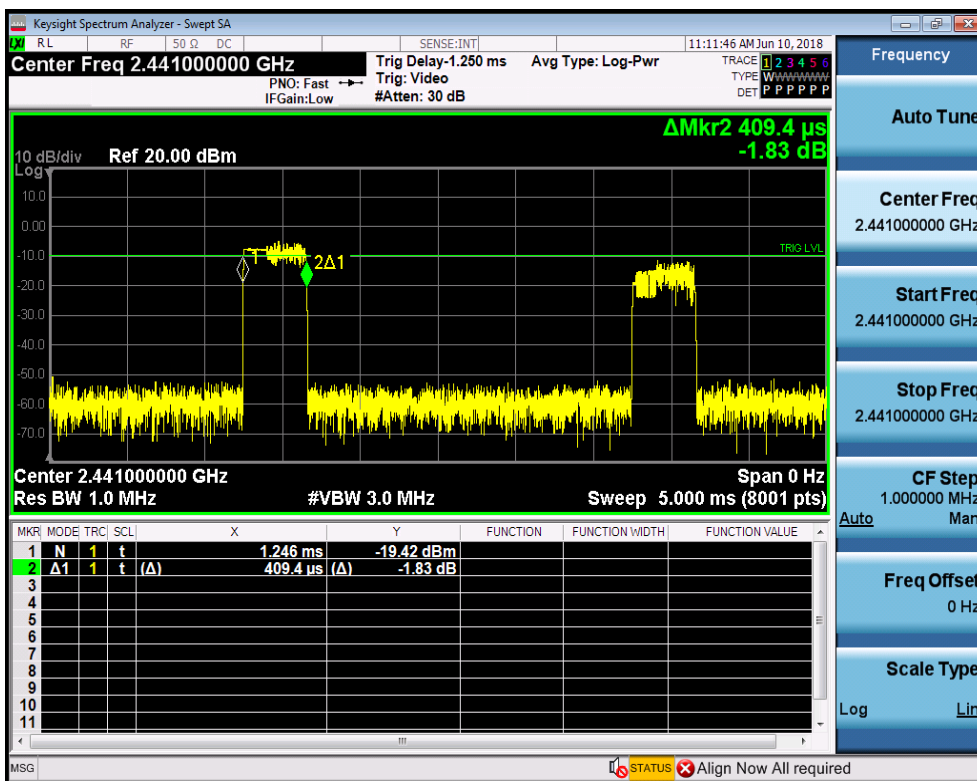 Keysight Spectrum Analyzer - Swept SA
LXI RL RF 50 Ω DC SENSE:INT 11:11:46 AM Jun 10, 2018
Center Freq 2.441000000 GHz Trig Delay-1.250 ms Avg Type: Log-Pwr TRACE 1 2 3 4 5 6
PNO: Fast Trig: Video TYPE WWWWWW
IFGain:Low #Atten: 30 dB DET P P P P P P
ΔMkr2 409.4 µs
10 dB/div Ref 20.00 dBm -1.83 dB
Log
10.0
0.00
TRIG LVL
-10.0
1 2Δ1
-20.0
-30.0
-40.0
-50.0
-60.0
-70.0
Center 2.441000000 GHz Span 0 Hz
Res BW 1.0 MHz #VBW 3.0 MHz Sweep 5.000 ms (8001 pts)
MKR MODE TRC SCL X Y FUNCTION FUNCTION WIDTH FUNCTION VALUE
1 N 1 t 1.246 ms -19.42 dBm
2 Δ1 1 t (Δ) 409.4 µs (Δ) -1.83 dB
3
4
5
6
7
8
9
10
11
MSG STATUS Align Now All required
Frequency
Auto Tune
Center Freq
2.441000000 GHz
Start Freq
2.441000000 GHz
Stop Freq
2.441000000 GHz
CF Step
1.000000 MHz
Auto Man
Freq Offset
0 Hz
Scale Type
Log Lin